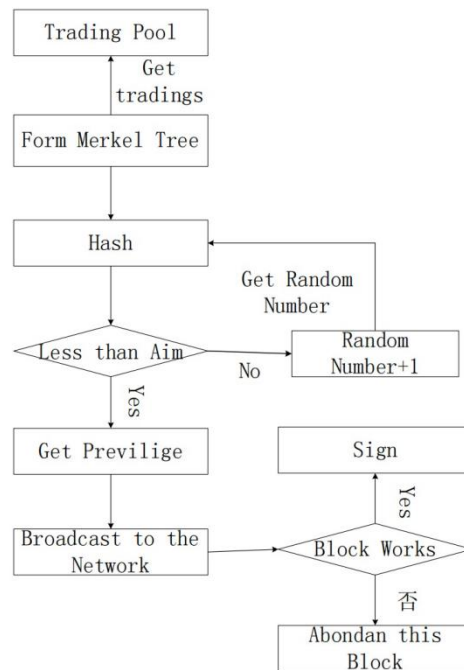 Trading Pool
Get
tradings
Form Merkel Tree
Hash
Get Random
Number
Less than Aim
No
Random
Number+1
Yes
Get Previlige
Sign
Yes
Broadcast to the
Network
Block Works
否
Abondan this
Block